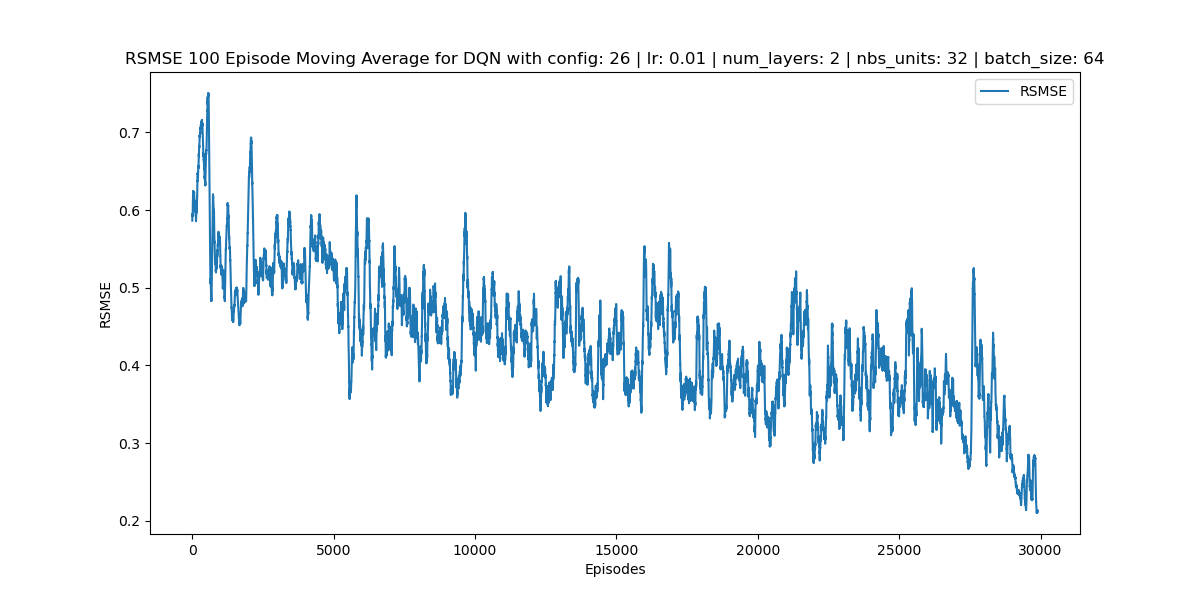 RSMSE 100 Episode Moving Average for DQN with config: 26 | lr: 0.01 | num_layers: 2 | nbs_units: 32 | batch_size: 64
RSMSE
0.7
0.6
0.5
0.4
0.3
0.2
RSMSE
0 5000 10000 15000 20000 25000 30000
Episodes